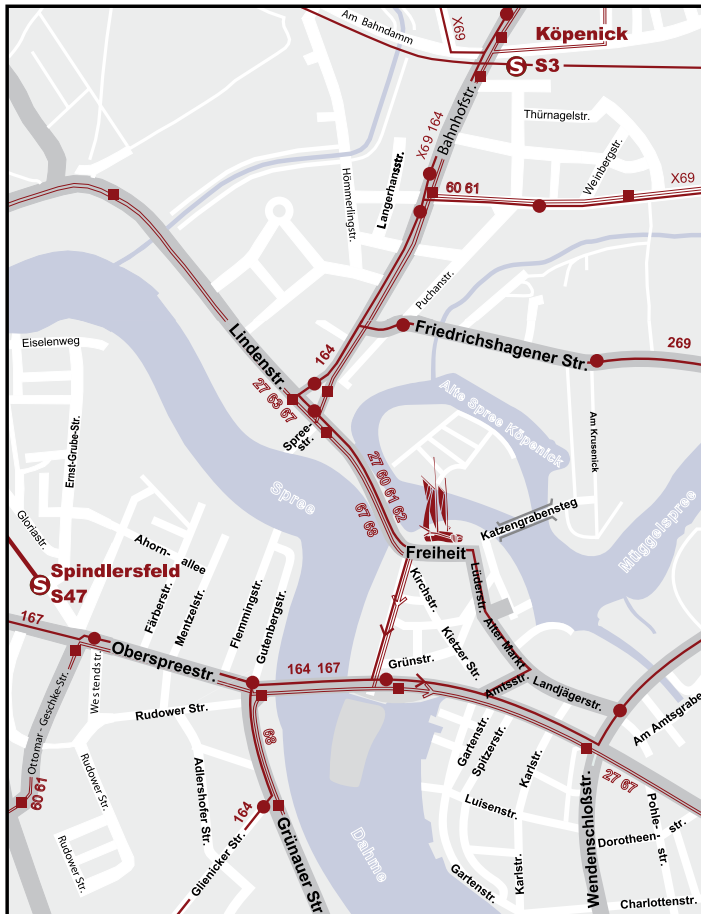 X69
Am Bahndamm
Köpenick
S S3
Thürnagelstr.
X69 164
Bahnhofstr.
Weinbergstr.
Hömmerlingstr.
Langerhansstr.
60 61
X69
Puchanstr.
Lindenstr.
Friedrichshagener Str.
269
Eiselenweg
164
27 63 67
Spree-
str.
Alte Spree Köpenick
Am Krusenick
Ernst-Grube-Str.
Spree
27 60 61 62
67 68
Müggelspree
Katzengrabensteg
Gloriastr.
Ahorn-
allee
Freiheit
S Spindlersfeld
S47
Färberstr.
Mentzelstr.
Flemmingstr.
Gutenbergstr.
Kirchstr.
Lüderstr.
Alter Markt
167
Kietzer Str.
Oberspreestr.
164 167
Grünstr.
Amtsstr.
Landjägerstr.
Westendstr.
Ottomar-Geschke-Str.
Rudower Str.
68
Am Amtsgrabe
Gartenstr.
Spitzerstr.
Karlstr.
27 67
Rudower Str.
Adlershofer Str.
60 61
164
Luisenstr.
Pohle-
str.
Dorotheen-
str.
Rudower Str.
Glienicker Str.
Grünauer Str
Dahme
Gartenstr.
Karlstr.
Wendenschloßstr.
Charlottenstr.